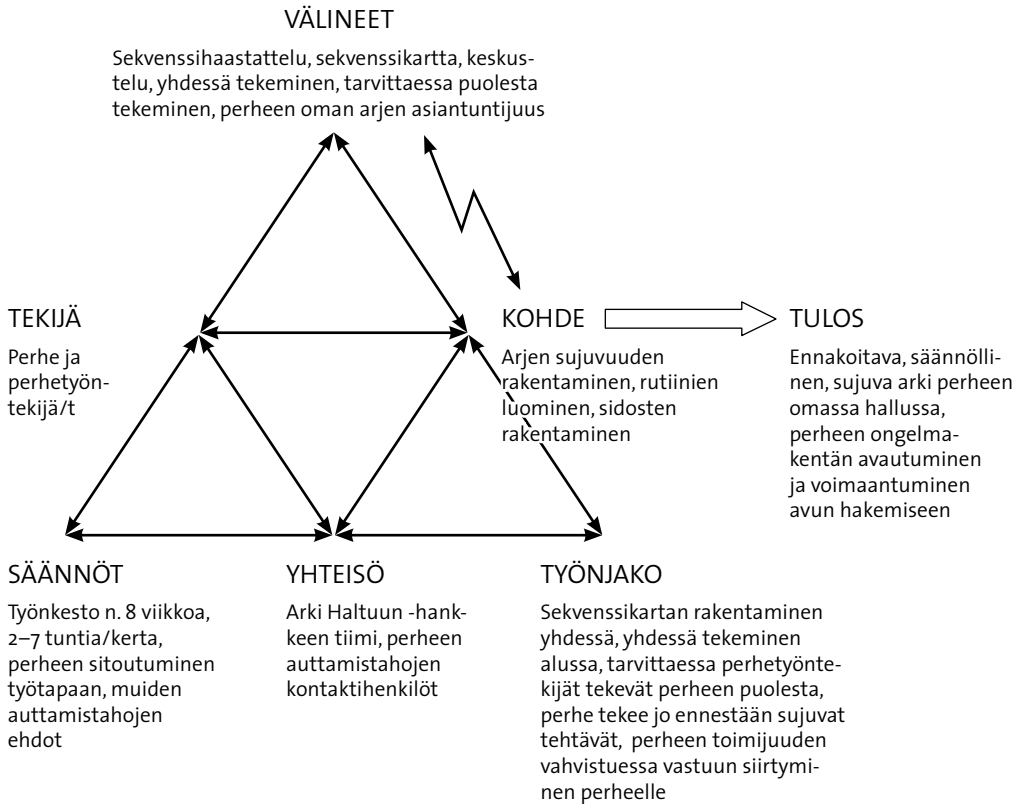 VÄLINEET
Sekvenssihaastattelu, sekvenssikartta, keskus-
telu, yhdessä tekeminen, tarvittaessa puolesta
tekeminen, perheen oman arjen asiantuntijuus
TEKIJÄ
Perhe ja
perhetyön-
tekijä/t
KOHDE
Arjen sujuvuuden
rakentaminen, rutiinien
luominen, sidosten
rakentaminen
TULOS
Ennakoitava, säännölli-
nen, sujuva arki perheen
omassa hallussa,
perheen ongelma-
kentän avautuminen
ja voimaantuminen
avun hakemiseen
SÄÄNNÖT
Työnkesto n. 8 viikkoa,
2–7 tuntia/kerta,
perheen sitoutuminen
työtapaan, muiden
auttamistahojen
ehdot
YHTEISÖ
Arki Haltuun -hank-
keen tiimi, perheen
auttamistahojen
kontaktihenkilöt
TYÖNJAKO
Sekvenssikartan rakentaminen
yhdessä, yhdessä tekeminen
alussa, tarvittaessa perhetyönte-
kijät tekevät perheen puolesta,
perhe tekee jo ennestään sujuvat
tehtävät, perheen toimijuuden
vahvistuessa vastuun siirtymi-
nen perheelle